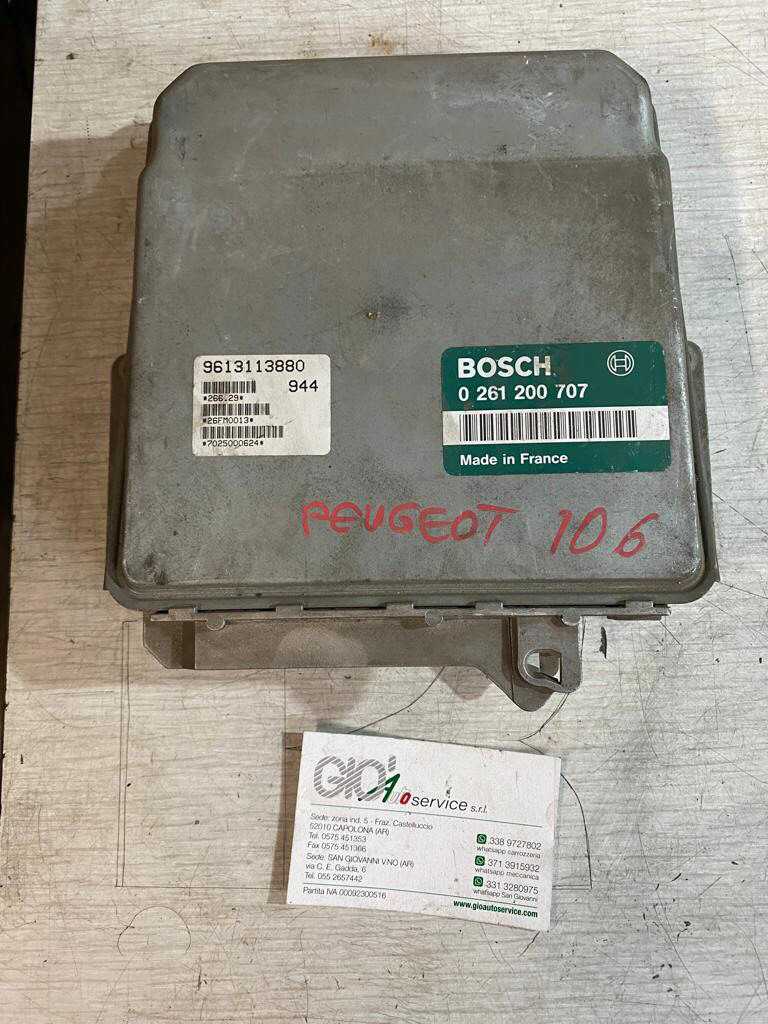 9613113880
944
*266.29*
*26FM0013*
*7025000624*
BOSCH
0 261 200 707
Made in France
PEUGEOT 106
GIO'
Autoservice s.r.l.
Sede: zona ind. 5 - Fraz. Castelluccio
52010 CAPOLONA (AR)
Tel. 0575 451353
Fax 0575 451366
Sede: SAN GIOVANNI V.NO (AR)
via C. E. Gadda, 6
Tel. 055 2657442
Partita IVA 00092300516
338 9727802
whatsapp carrozzeria
371 3915932
whatsapp meccanica
331 3280975
whatsapp San Giovanni
www.gioautoservice.com